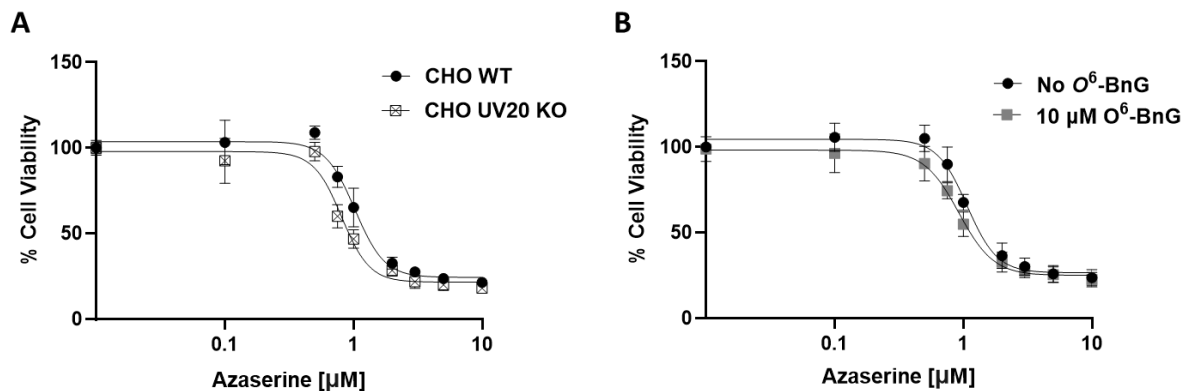 A
% Cell Viability
150
100
50
0
CHO WT
CHO UV20 KO
0.1
1
10
Azaserine [µM]
B
% Cell Viability
150
100
50
0
No O⁶-BnG
10 µM O⁶-BnG
0.1
1
10
Azaserine [µM]